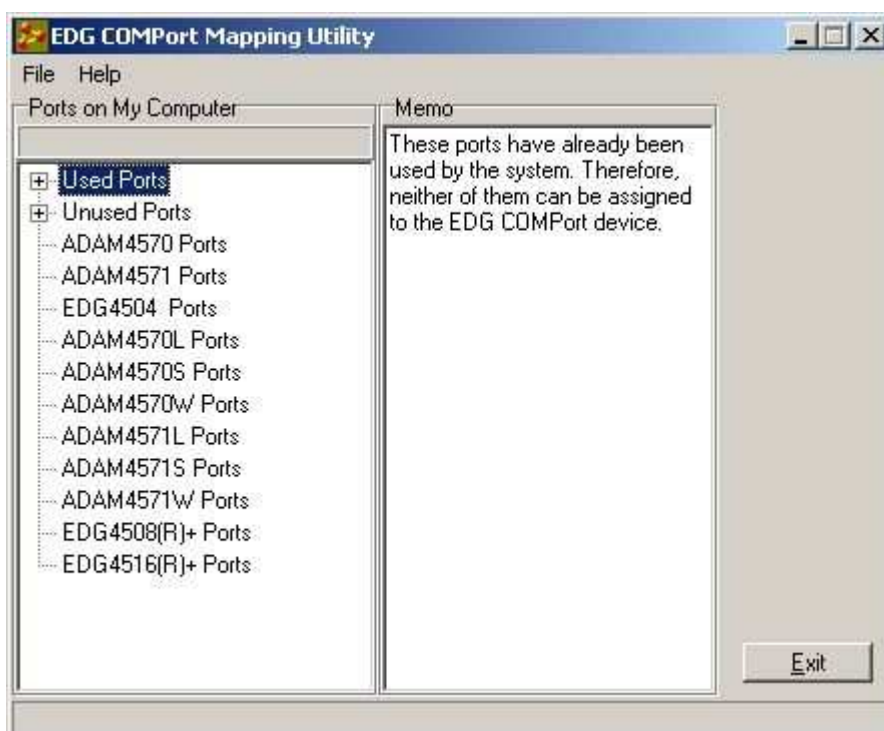 EDG COMPort Mapping Utility
File Help
Ports on My Computer
Used Ports
Unused Ports
ADAM4570 Ports
ADAM4571 Ports
EDG4504 Ports
ADAM4570L Ports
ADAM4570S Ports
ADAM4570W Ports
ADAM4571L Ports
ADAM4571S Ports
ADAM4571W Ports
EDG4508(R)+ Ports
EDG4516(R)+ Ports
Memo
These ports have already been
used by the system. Therefore,
neither of them can be assigned
to the EDG COMPort device.
Exit